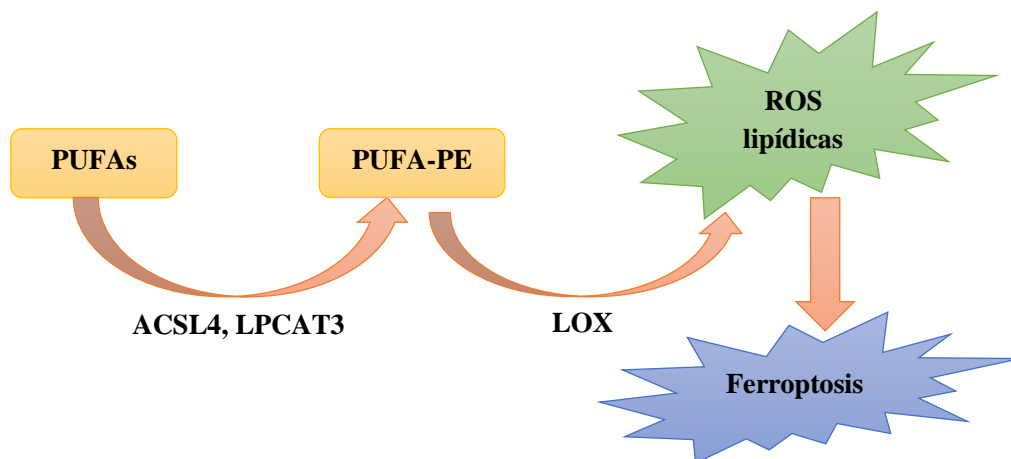 PUFAs
PUFA-PE
ROS
lipídicas
ACSL4, LPCAT3
LOX
Ferroptosis